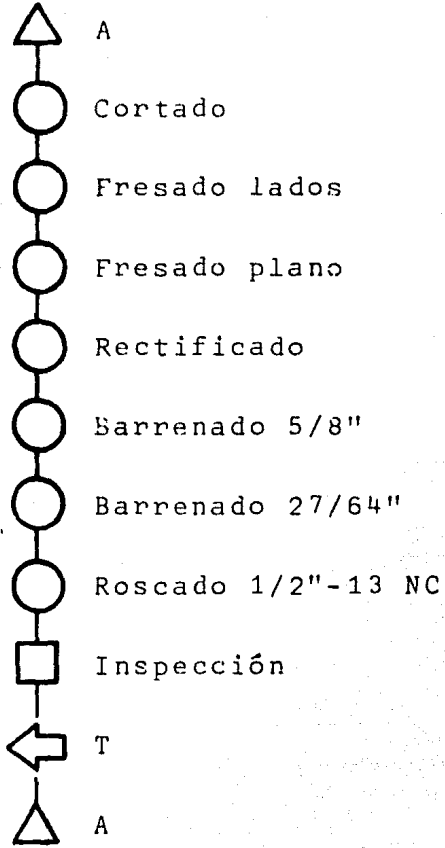 A
Cortado
Fresado lados
Fresado plano
Rectificado
Barrenado 5/8"
Barrenado 27/64"
Roscado 1/2"-13 NC
Inspección
T
A